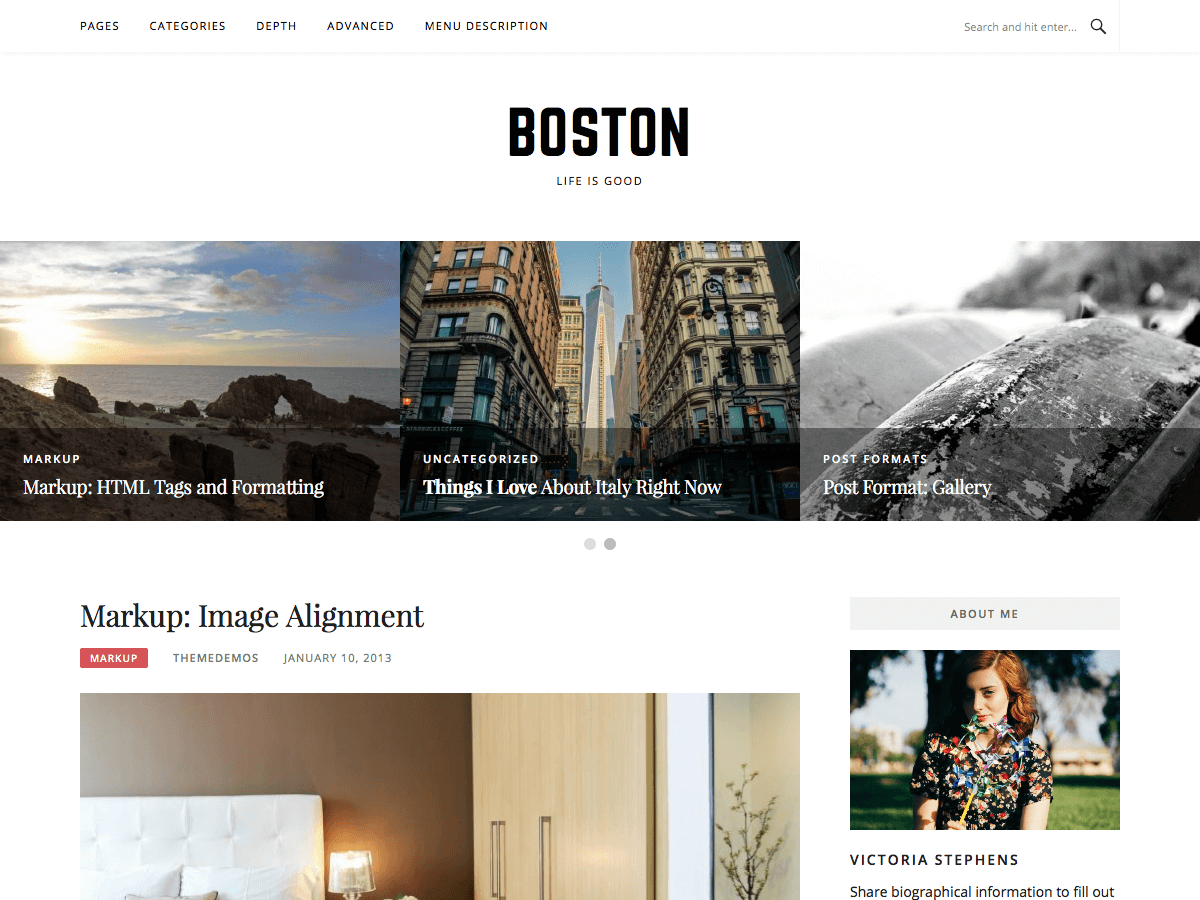 PAGES CATEGORIES DEPTH ADVANCED MENU DESCRIPTION Search and hit enter...
BOSTON
LIFE IS GOOD
MARKUP
Markup: HTML Tags and Formatting
UNCATEGORIZED
Things I Love About Italy Right Now
POST FORMATS
Post Format: Gallery
Markup: Image Alignment
MARKUP THEMEDEMOS JANUARY 10, 2013
ABOUT ME
VICTORIA STEPHENS
Share biographical information to fill out